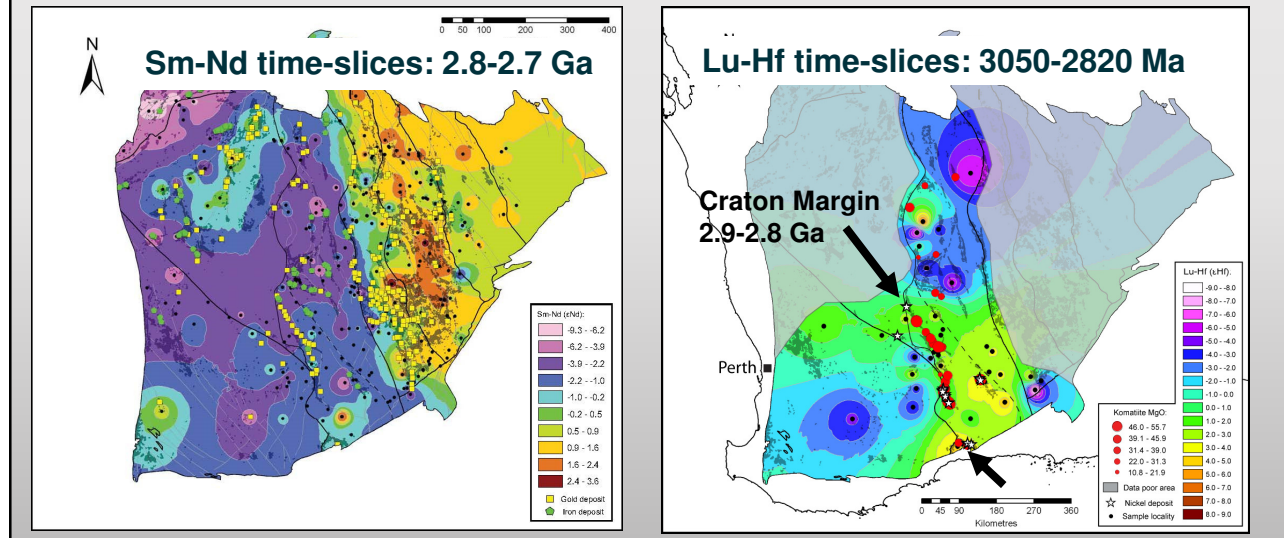 0 50 100 200 300 400
N
Sm-Nd time-slices: 2.8-2.7 Ga
Sm-Nd (εNd):
-9.3 - -6.2
-6.2 - -3.9
-3.9 - -2.2
-2.2 - -1.0
-1.0 - -0.2
-0.2 - 0.5
0.5 - 0.9
0.9 - 1.6
1.6 - 2.4
2.4 - 3.6
Gold deposit
Iron deposit
Lu-Hf time-slices: 3050-2820 Ma
Craton Margin
2.9-2.8 Ga
Perth
Lu-Hf (εHf).
-9.0 - -8.0
-8.0 - -7.0
-7.0 - -6.0
-6.0 - -5.0
-5.0 - -4.0
-4.0 - -3.0
-3.0 - -2.0
-2.0 - -1.0
-1.0 - 0.0
0.0 - 1.0
1.0 - 2.0
2.0 - 3.0
3.0 - 4.0
4.0 - 5.0
5.0 - 6.0
6.0 - 7.0
7.0 - 8.0
8.0 - 9.0
Komatiite MgO:
46.0 - 55.7
39.1 - 45.9
31.4 - 39.0
22.0 - 31.3
10.8 - 21.9
Data poor area
Nickel deposit
Sample locality
0 45 90 180 270 360
Kilometres